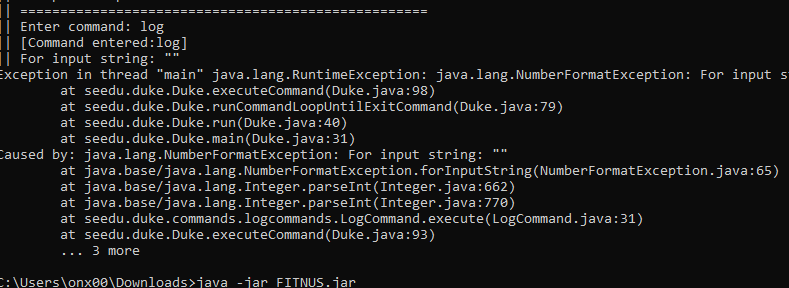 || ==================================================
|| Enter command: log
|| [Command entered:log]
|| For input string: ""
Exception in thread "main" java.lang.RuntimeException: java.lang.NumberFormatException: For input s
at seedu.duke.Duke.executeCommand(Duke.java:98)
at seedu.duke.Duke.runCommandLoopUntilExitCommand(Duke.java:79)
at seedu.duke.Duke.run(Duke.java:40)
at seedu.duke.Duke.main(Duke.java:31)
Caused by: java.lang.NumberFormatException: For input string: ""
at java.base/java.lang.NumberFormatException.forInputString(NumberFormatException.java:65)
at java.base/java.lang.Integer.parseInt(Integer.java:662)
at java.base/java.lang.Integer.parseInt(Integer.java:770)
at seedu.duke.commands.logcommands.LogCommand.execute(LogCommand.java:31)
at seedu.duke.Duke.executeCommand(Duke.java:93)
... 3 more
C:\Users\onx00\Downloads>java -jar FITNUS.jar